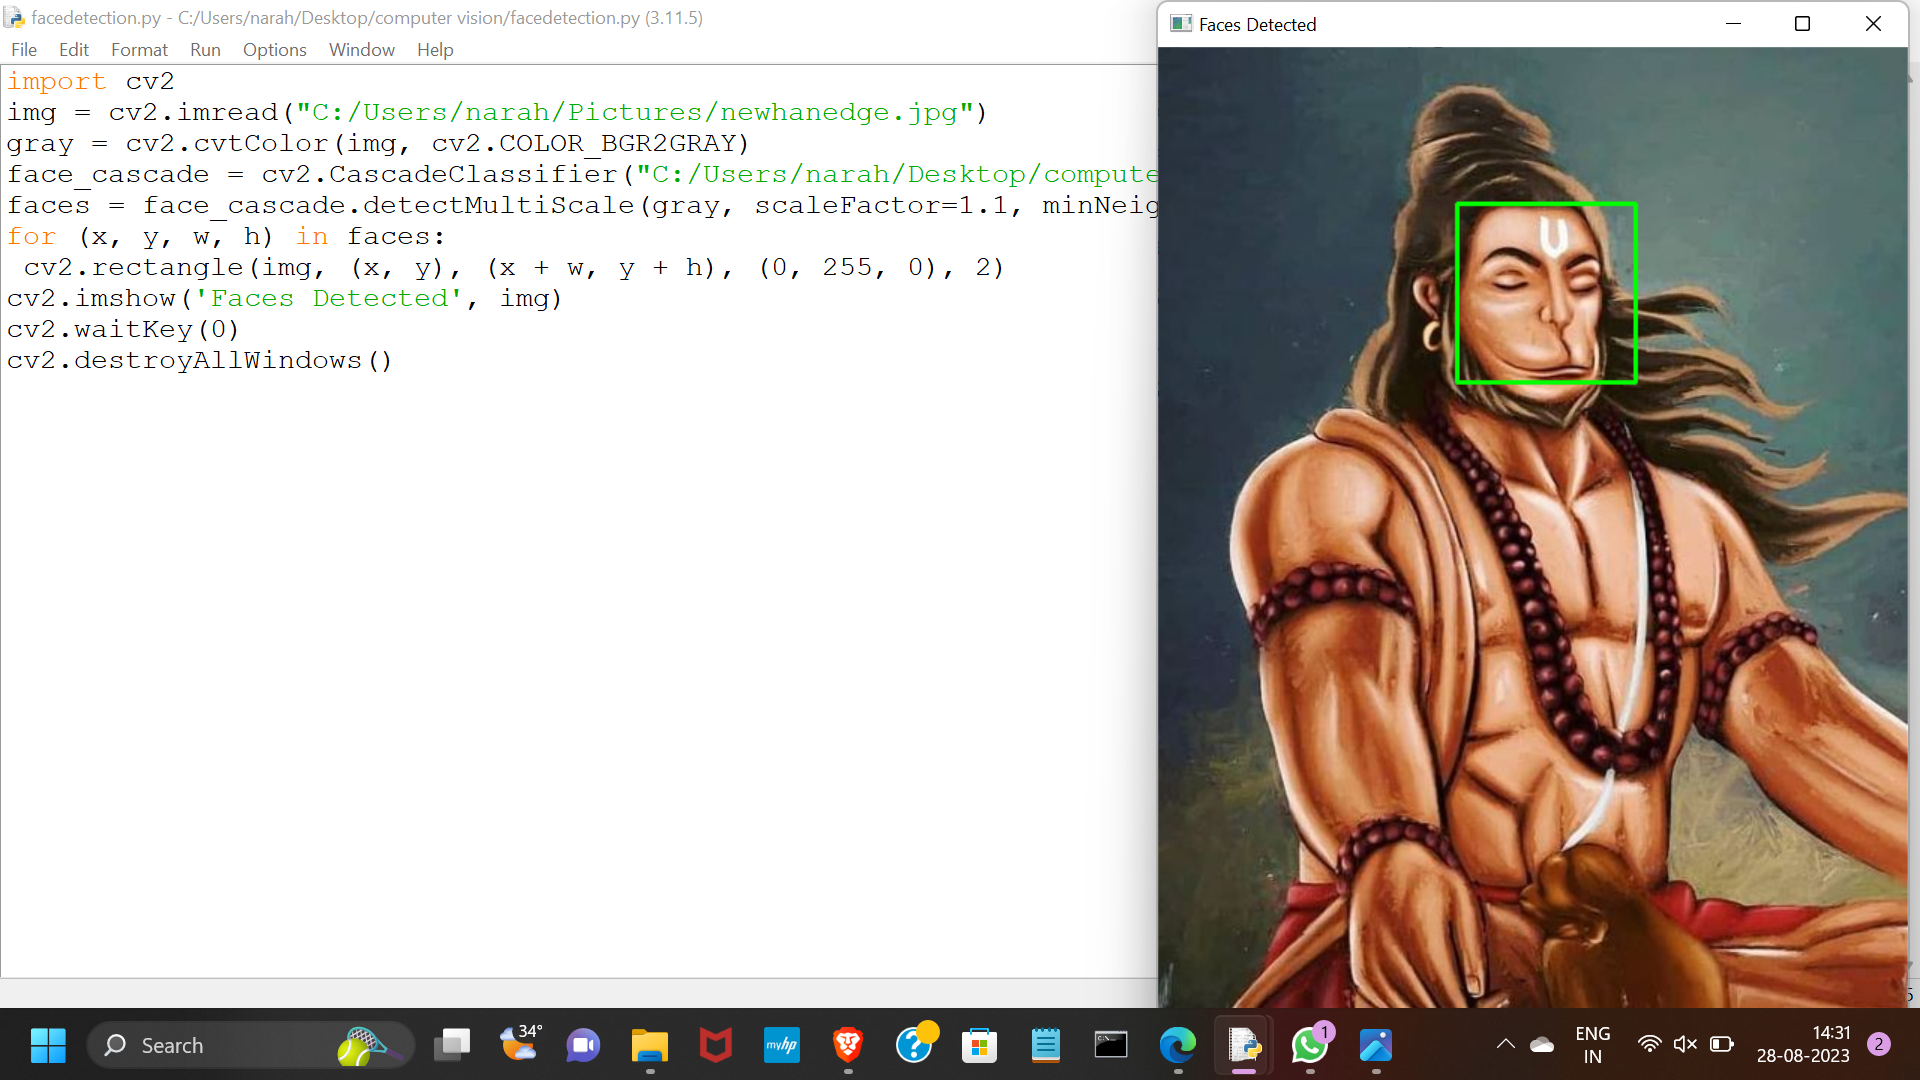 facedetection.py - C:/Users/narah/Desktop/computer vision/facedetection.py (3.11.5)
File Edit Format Run Options Window Help
import cv2
img = cv2.imread("C:/Users/narah/Pictures/newhanedge.jpg")
gray = cv2.cvtColor(img, cv2.COLOR_BGR2GRAY)
face_cascade = cv2.CascadeClassifier("C:/Users/narah/Desktop/compute
faces = face_cascade.detectMultiScale(gray, scaleFactor=1.1, minNeig
for (x, y, w, h) in faces:
 cv2.rectangle(img, (x, y), (x + w, y + h), (0, 255, 0), 2)
cv2.imshow('Faces Detected', img)
cv2.waitKey(0)
cv2.destroyAllWindows()
Faces Detected
5
Search
34°
myhp
C:\
1
ENG
IN
14:31
28-08-2023
2